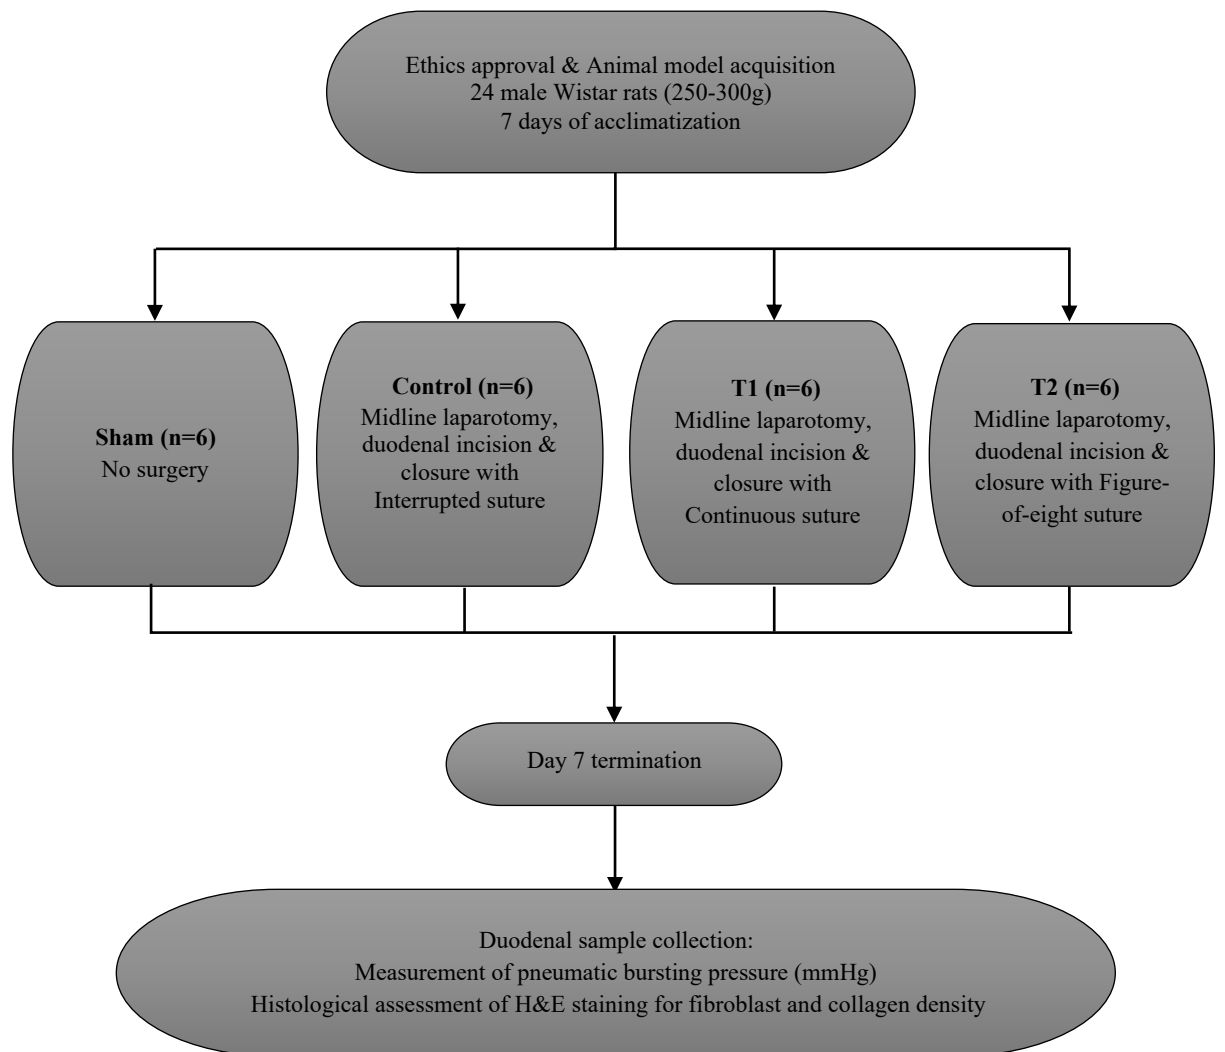 Ethics approval & Animal model acquisition
24 male Wistar rats (250-300g)
7 days of acclimatization
Sham (n=6)
No surgery
Control (n=6)
Midline laparotomy,
duodenal incision &
closure with
Interrupted suture
T1 (n=6)
Midline laparotomy,
duodenal incision &
closure with
Continuous suture
T2 (n=6)
Midline laparotomy,
duodenal incision &
closure with Figure-
of-eight suture
Day 7 termination
Duodenal sample collection:
Measurement of pneumatic bursting pressure (mmHg)
Histological assessment of H&E staining for fibroblast and collagen density